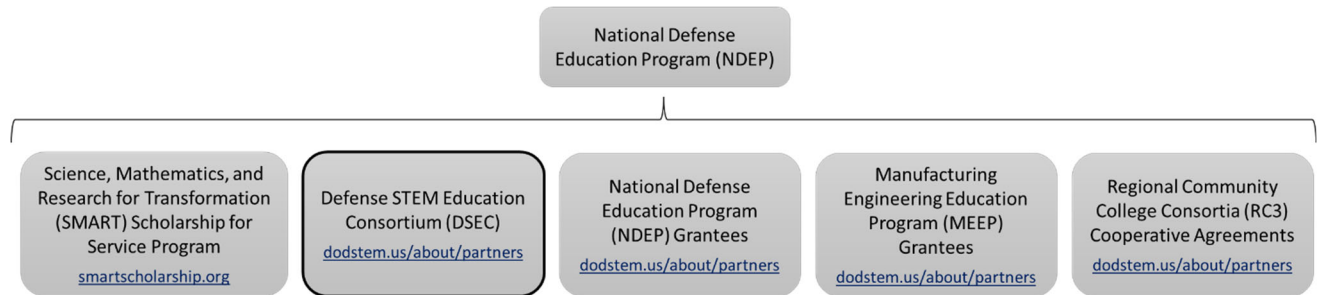 National Defense
Education Program (NDEP)
Science, Mathematics, and
Research for Transformation
(SMART) Scholarship for
Service Program
smartscholarship.org
Defense STEM Education
Consortium (DSEC)
dodstem.us/about/partners
National Defense
Education Program
(NDEP) Grantees
dodstem.us/about/partners
Manufacturing
Engineering Education
Program (MEEP)
Grantees
dodstem.us/about/partners
Regional Community
College Consortia (RC3)
Cooperative Agreements
dodstem.us/about/partners